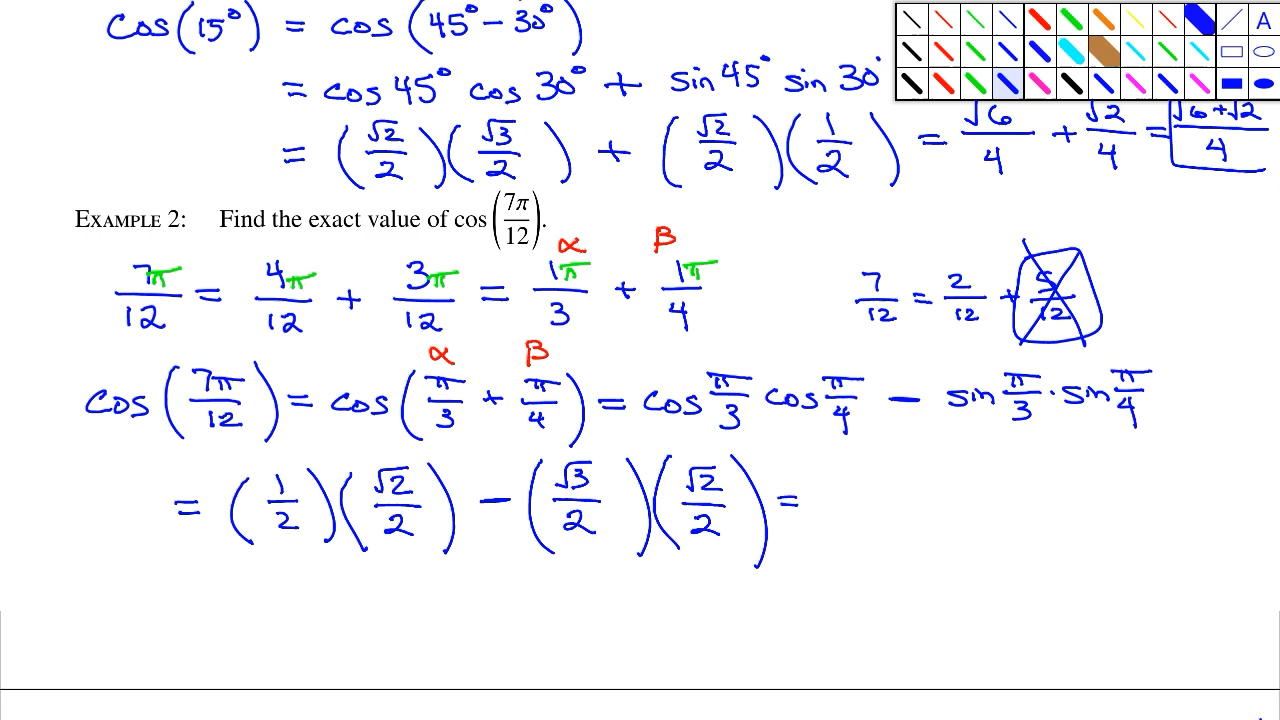 cos(15°) = cos(45° − 30°)
= cos 45° cos 30° + sin 45° sin 30°
= (√2/2)(√3/2) + (√2/2)(1/2) = √6/4 + √2/4 = √6+√2/4
EXAMPLE 2: Find the exact value of cos(7π/12).
α β
7π/12 = 4π/12 + 3π/12 = 1π/3 + 1π/4 7/12 = 2/12 + 5/12
α β
cos(7π/12) = cos(π/3 + π/4) = cos π/3 cos π/4 − sin π/3 · sin π/4
= (1/2)(√2/2) − (√3/2)(√2/2) =
A